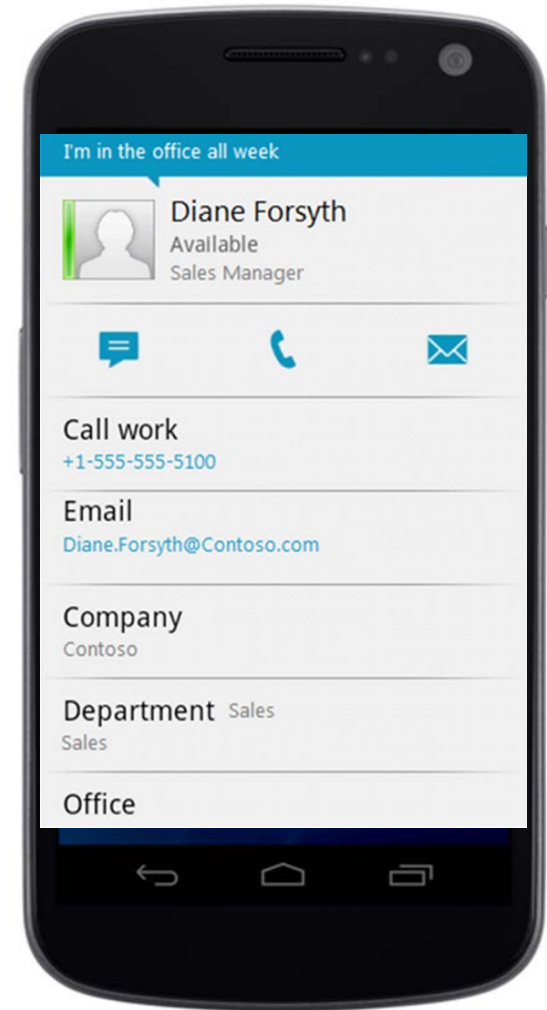 I'm in the office all week
Diane Forsyth
Available
Sales Manager
Call work
+1-555-555-5100
Email
Diane.Forsyth@Contoso.com
Company
Contoso
Department Sales
Sales
Office